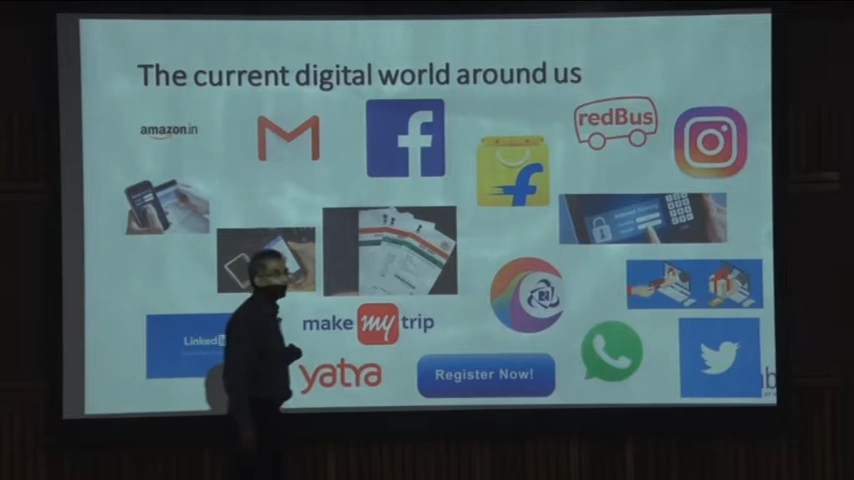 The current digital world around us
amazon.in
redBus
make my trip
yatra
Register Now!